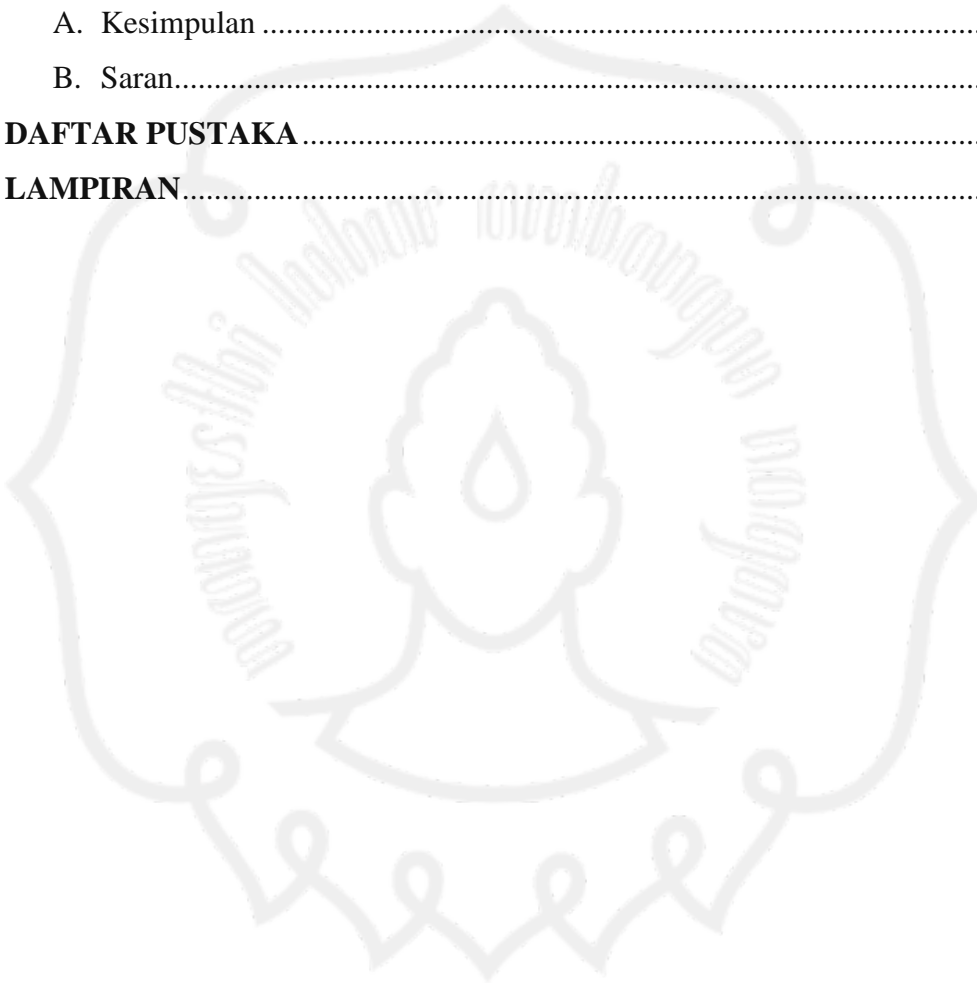 A. Kesimpulan ................................................................................................
B. Saran............................................................................................................
DAFTAR PUSTAKA...........................................................................................
LAMPIRAN.........................................................................................................